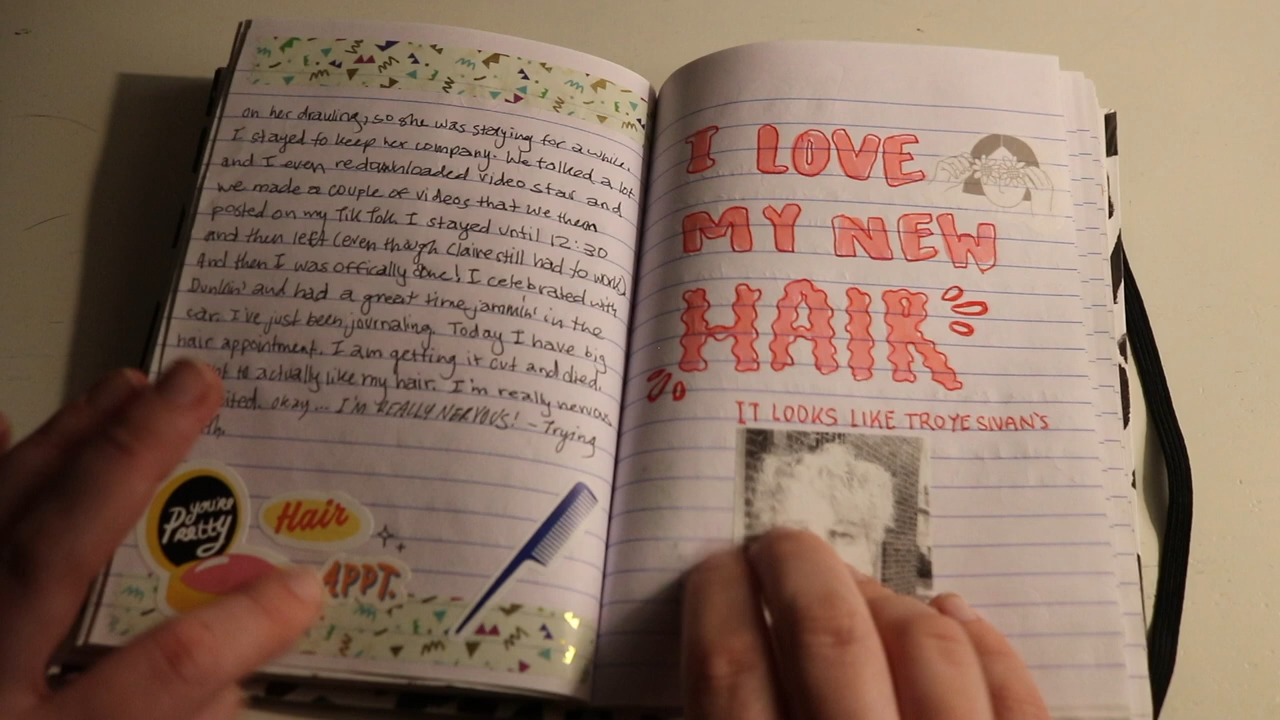 on her drawing, so she was staying for a while.
I stayed to keep her company. We talked a lot
and I even redownloaded video star and
we made a couple of videos that we then
posted on my TikTok. I stayed until 12:30
and then left (even though Claire still had to work)
And then I was offically done! I celebrated with
Dunkin' and had a great time jammin' in the
car. I've just been journaling. Today I have big
hair appointment. I am getting it cut and died.
to actually like my hair. I'm really nervous
okay... I'm REALLY NERVOUS! - Trying
you're
Pretty
Hair
APPT.
I LOVE
MY NEW
HAIR
IT LOOKS LIKE TROYE SIVAN'S